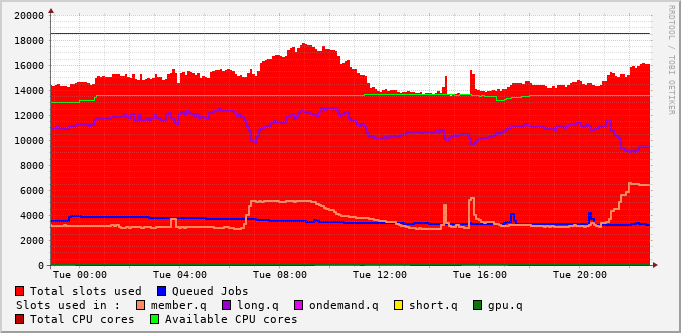 20000
18000
16000
14000
12000
10000
8000
6000
4000
2000
0
Tue 00:00 Tue 04:00 Tue 08:00 Tue 12:00 Tue 16:00 Tue 20:00
Total slots used Queued Jobs
Slots used in : member.q long.q ondemand.q short.q gpu.q
Total CPU cores Available CPU cores
RRDTOOL / TOBI OETIKER